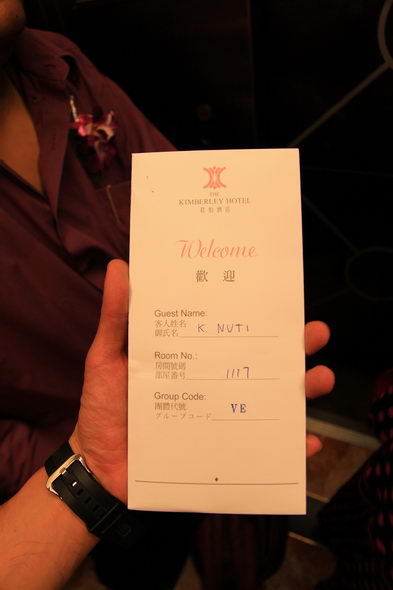 THE
KIMBERLEY HOTEL
君怡酒店
Welcome
歡迎
Guest Name:
客人姓名
御氏名 K. NUTI
Room No.:
房間號碼
部屋番号 1117
Group Code:
團體代號 VE
グループコード